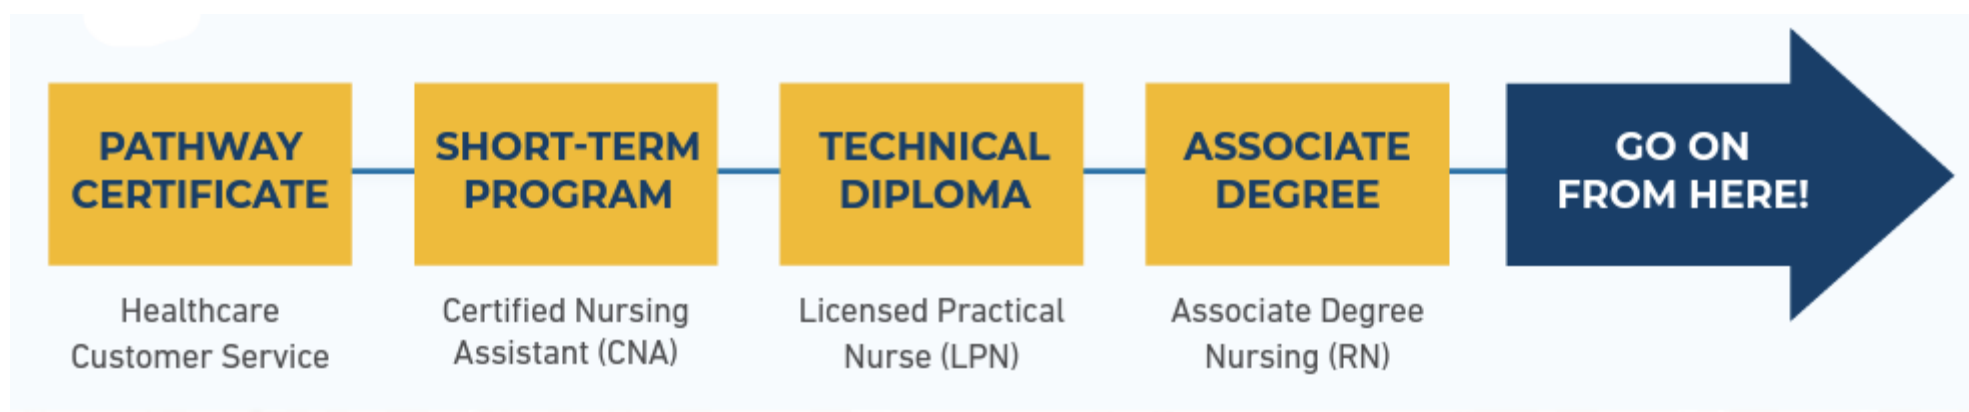 PATHWAY
CERTIFICATE
Healthcare
Customer Service
SHORT-TERM
PROGRAM
Certified Nursing
Assistant (CNA)
TECHNICAL
DIPLOMA
Licensed Practical
Nurse (LPN)
ASSOCIATE
DEGREE
Associate Degree
Nursing (RN)
GO ON
FROM HERE!